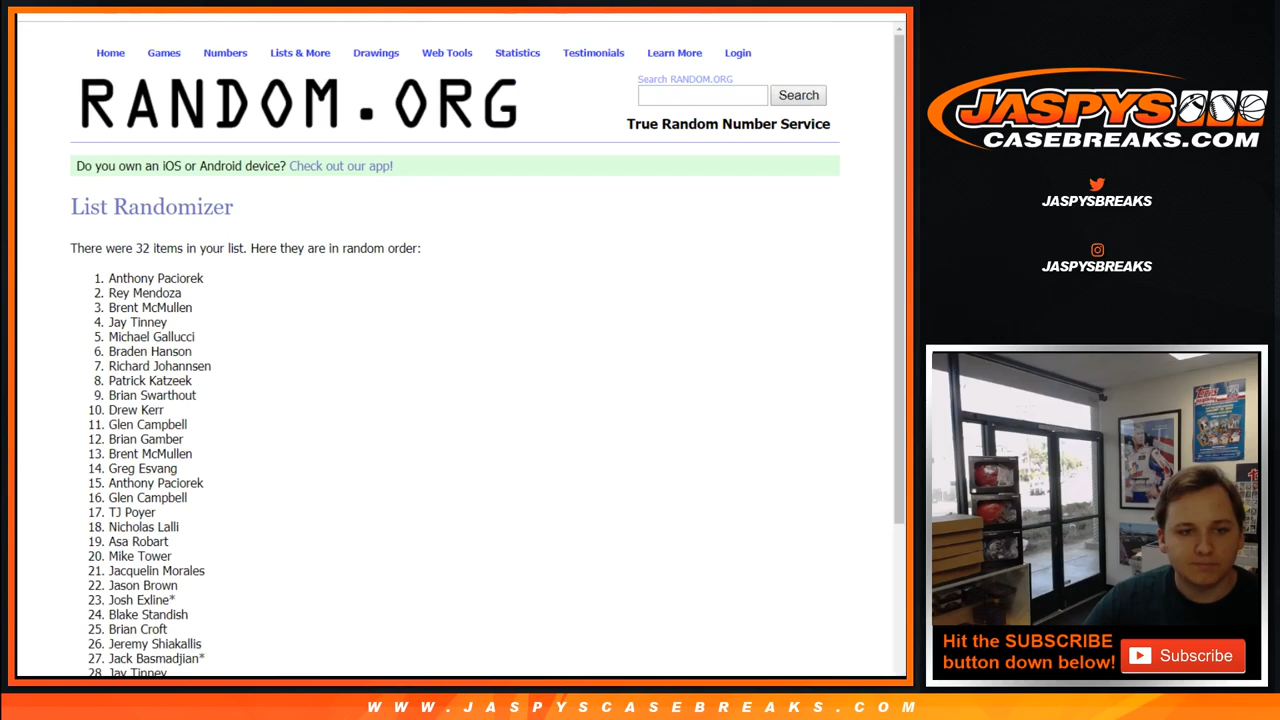 Home Games Numbers Lists & More Drawings Web Tools Statistics Testimonials Learn More Login
RANDOM.ORG
Search RANDOM.ORG
Search
True Random Number Service
Do you own an iOS or Android device? Check out our app!
List Randomizer
There were 32 items in your list. Here they are in random order:
1. Anthony Paciorek
2. Rey Mendoza
3. Brent McMullen
4. Jay Tinney
5. Michael Gallucci
6. Braden Hanson
7. Richard Johannsen
8. Patrick Katzeek
9. Brian Swarthout
10. Drew Kerr
11. Glen Campbell
12. Brian Gamber
13. Brent McMullen
14. Greg Esvang
15. Anthony Paciorek
16. Glen Campbell
17. TJ Poyer
18. Nicholas Lalli
19. Asa Robart
20. Mike Tower
21. Jacquelin Morales
22. Jason Brown
23. Josh Exline*
24. Blake Standish
25. Brian Croft
26. Jeremy Shiakallis
27. Jack Basmadjian*
28. Jay Tinney
JASPYS
CASEBREAKS.COM
JASPYSBREAKS
JASPYSBREAKS
Topps
Hit the SUBSCRIBE
button down below!
Subscribe
WWW.JASPYSCASEBREAKS.COM